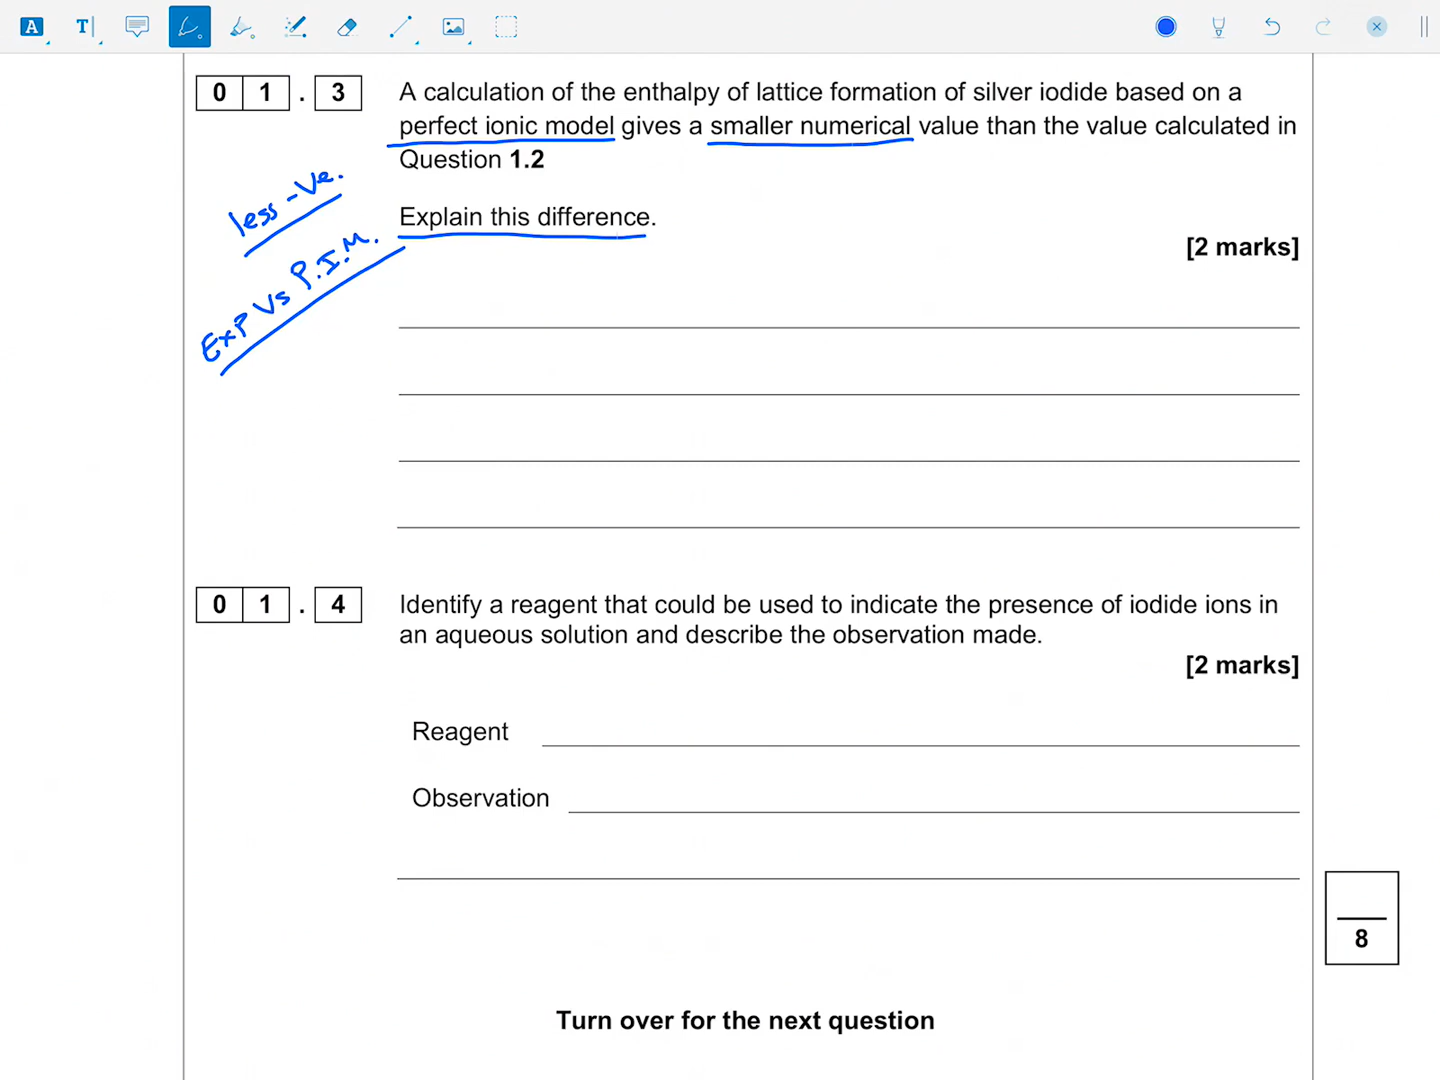 A T
0 1 . 3 A calculation of the enthalpy of lattice formation of silver iodide based on a
perfect ionic model gives a smaller numerical value than the value calculated in
Question 1.2
less -ve.
Explain this difference.
[2 marks]
Exp Vs P.I.M.
0 1 . 4 Identify a reagent that could be used to indicate the presence of iodide ions in
an aqueous solution and describe the observation made.
[2 marks]
Reagent
Observation
8
Turn over for the next question